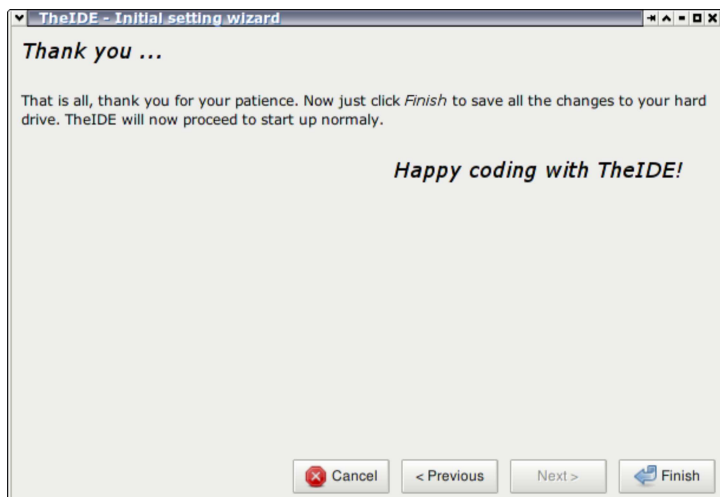 TheIDE - Initial setting wizard
Thank you ...
That is all, thank you for your patience. Now just click Finish to save all the changes to your hard
drive. TheIDE will now proceed to start up normaly.
Happy coding with TheIDE!
Cancel
< Previous
Next >
Finish